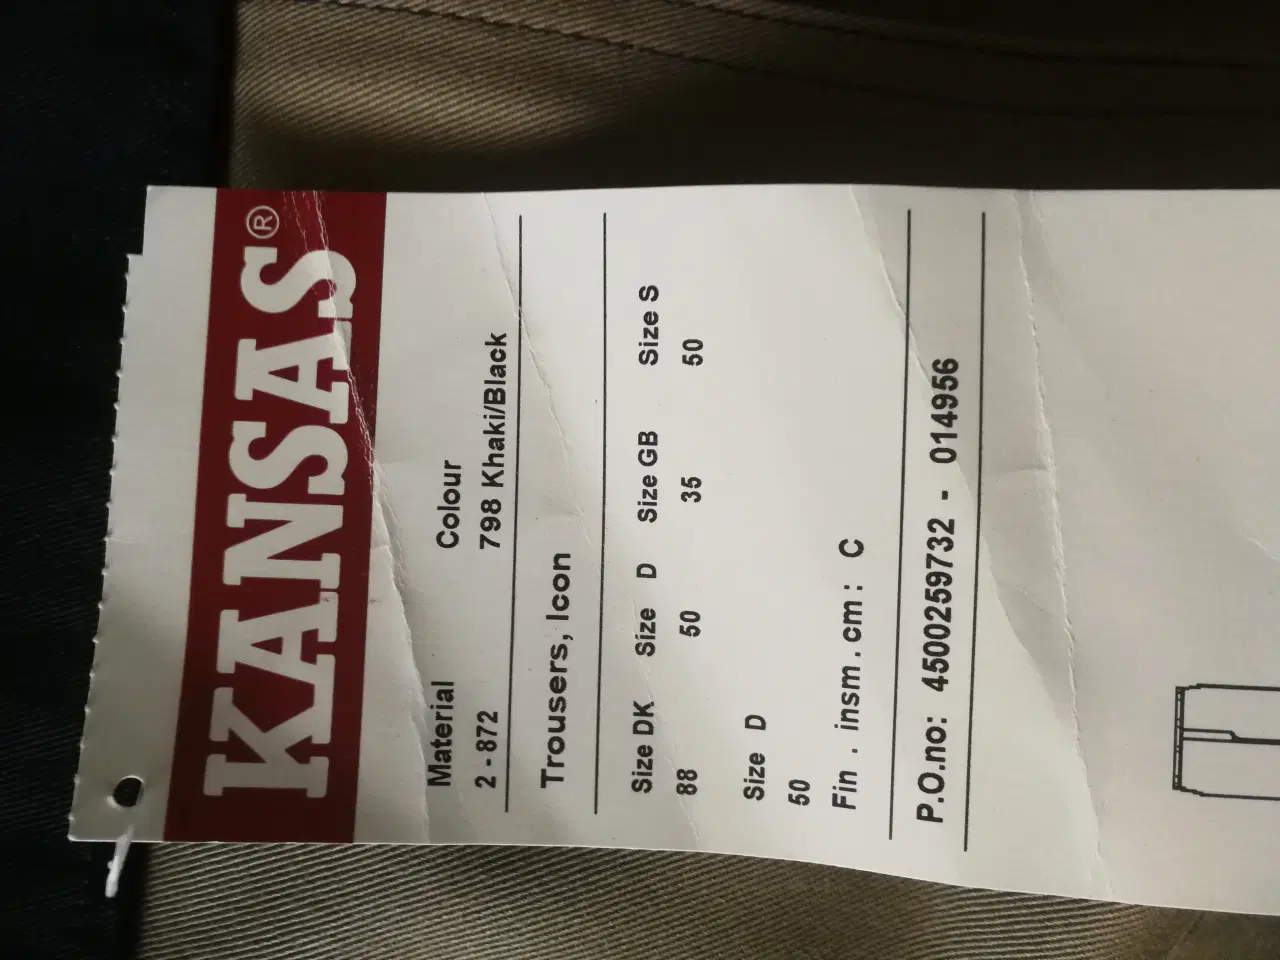 KANSAS®
Material Colour
2-872 798 Khaki/Black
Trousers, Icon
Size DK Size D Size GB Size S
88 50 35 50
Size D
50
Fin . insm.cm: C
P.O.no: 4500259732 - 014956